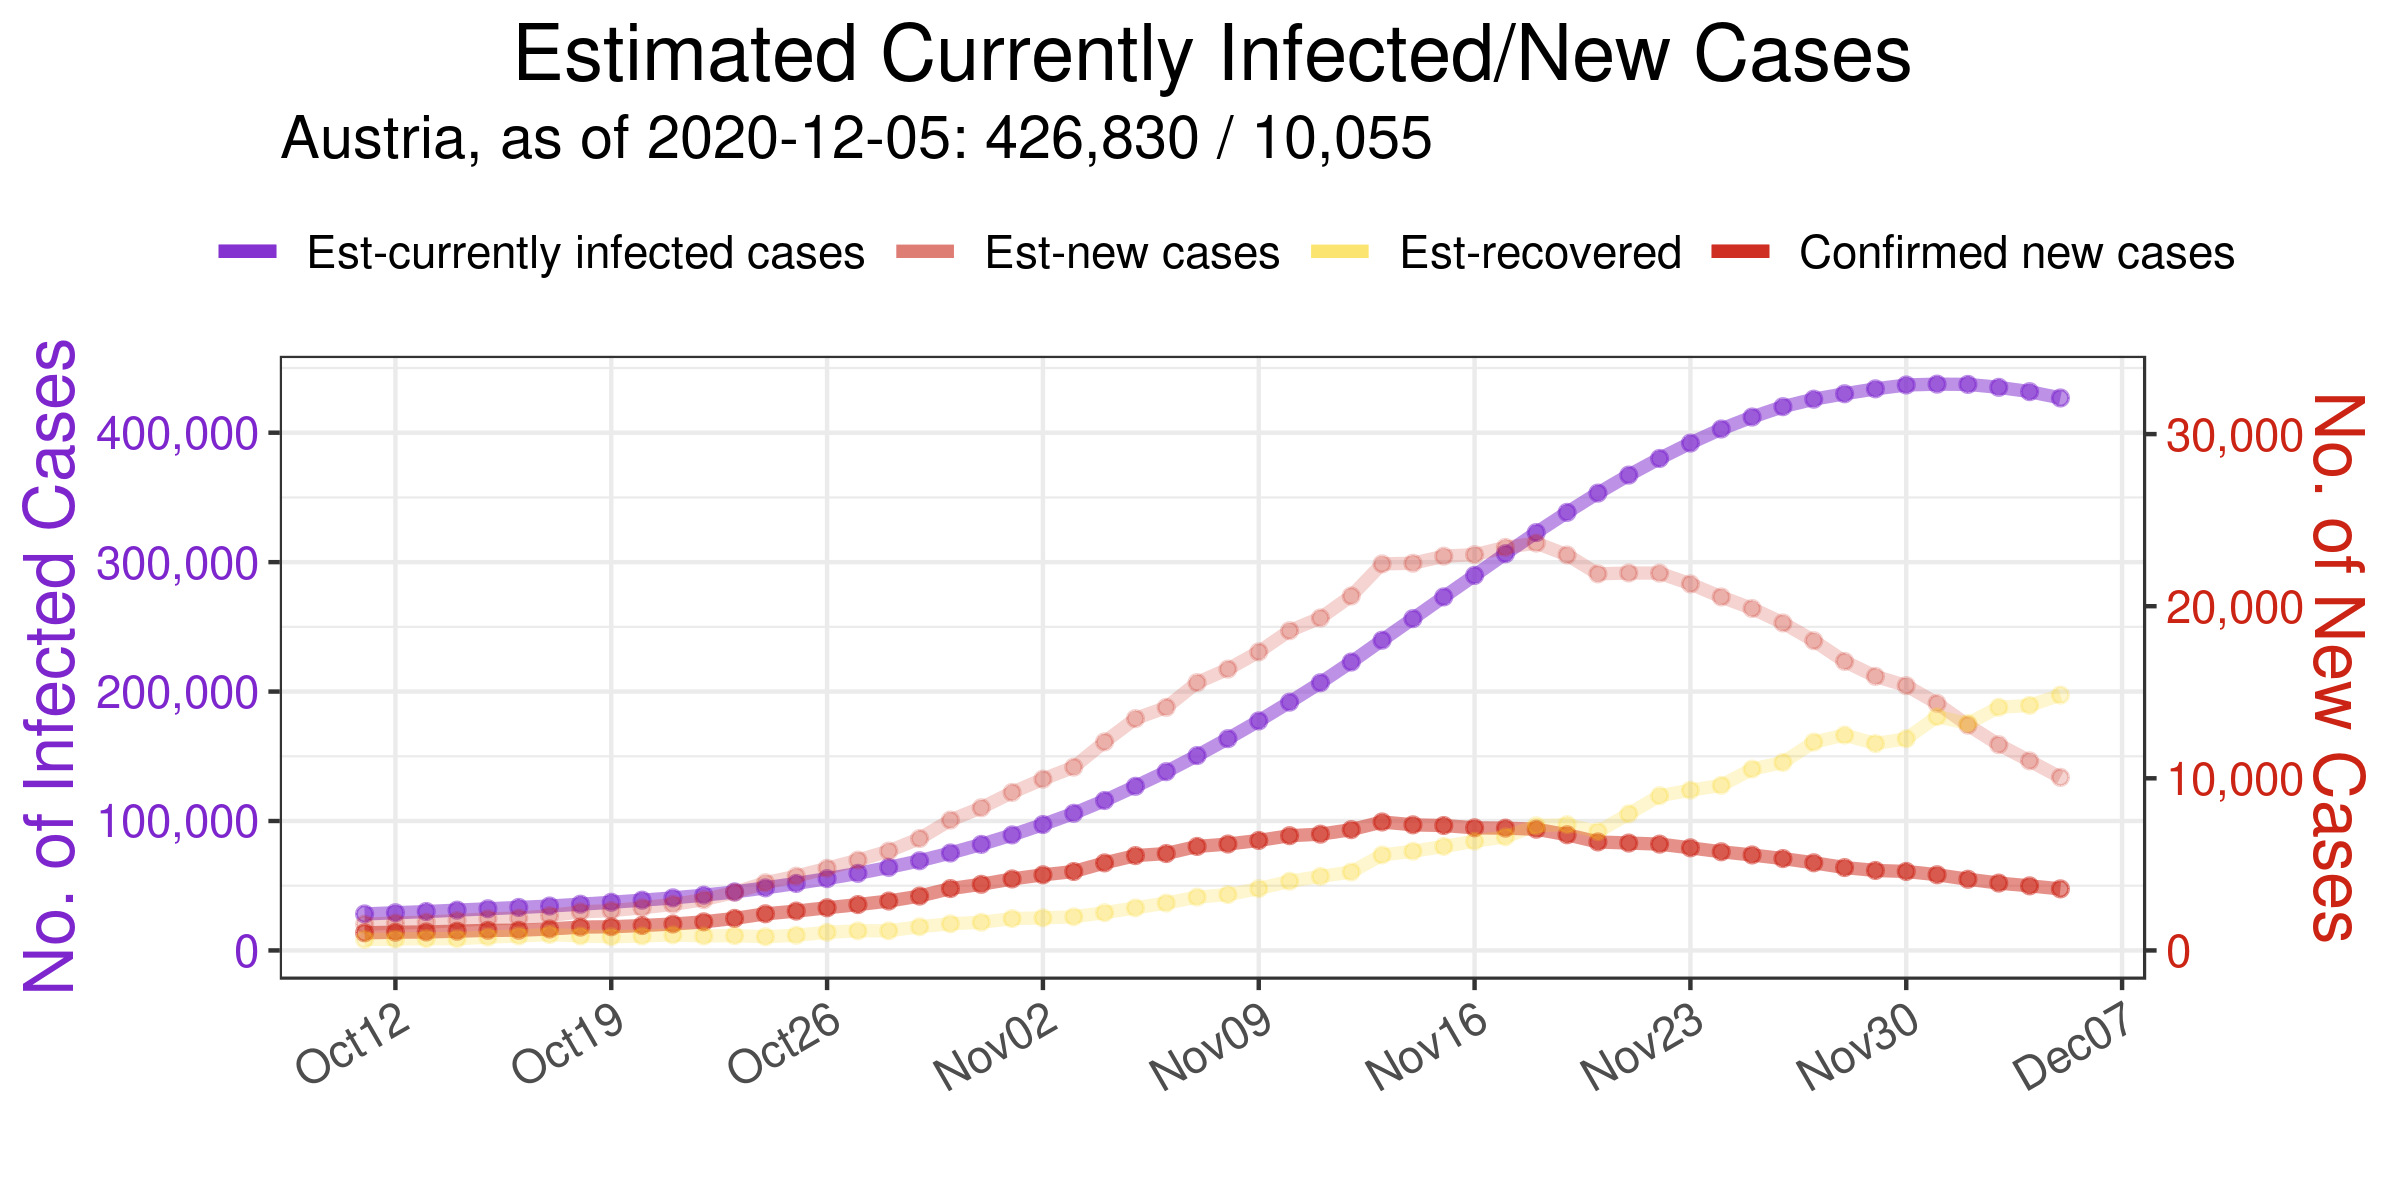 Estimated Currently Infected/New Cases
Austria, as of 2020-12-05: 426,830 / 10,055
Est-currently infected cases Est-new cases Est-recovered Confirmed new cases
No. of Infected Cases
400,000
300,000
200,000
100,000
0
30,000
20,000
10,000
0
No. of New Cases
Oct12 Oct19 Oct26 Nov02 Nov09 Nov16 Nov23 Nov30 Dec07